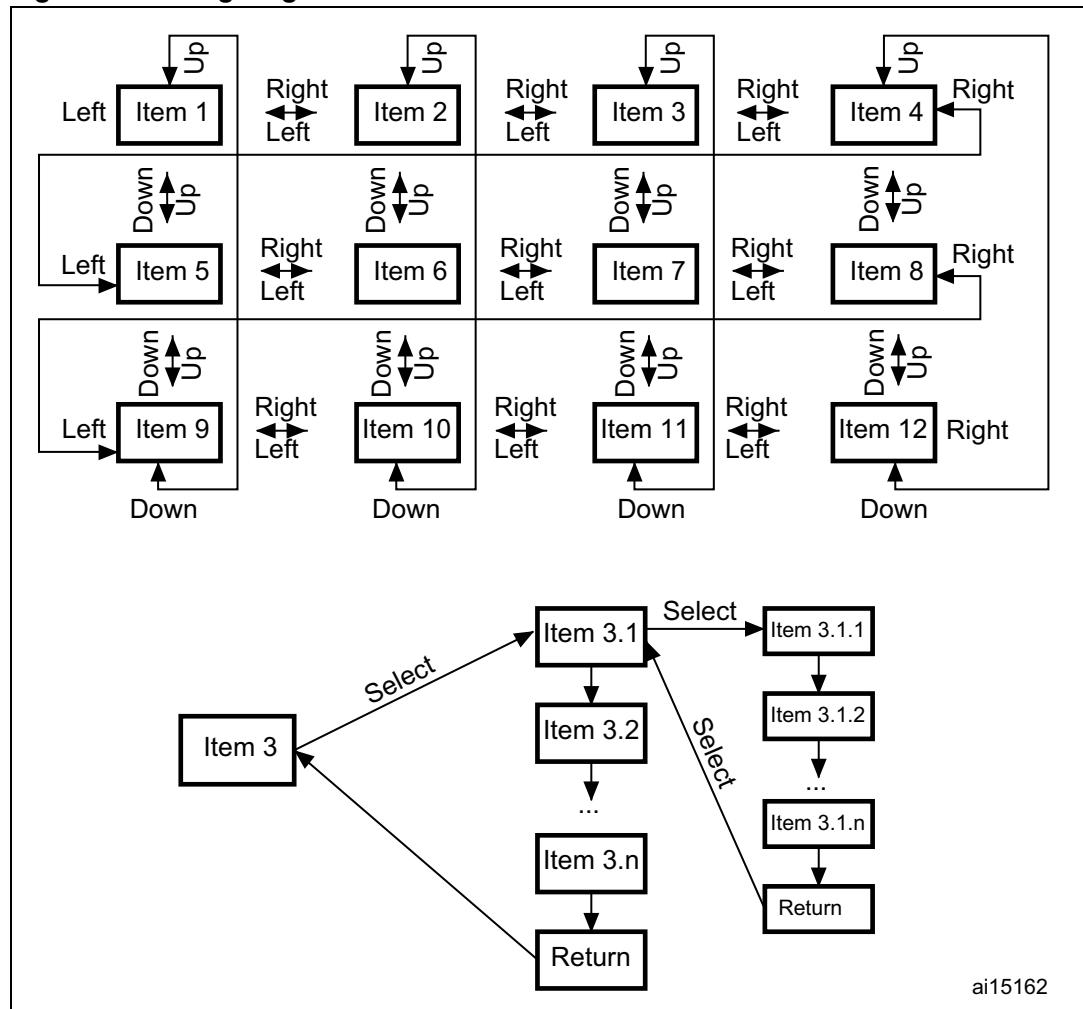 Up Up Up Up
Right Right Right Right
Left Item 1 Item 2 Item 3 Item 4
Left Left Left
Down Up Down Up Down Up Down Up
Right Right Right Right
Left Item 5 Item 6 Item 7 Item 8
Left Left Left
Down Up Down Up Down Up Down Up
Right Right Right
Left Item 9 Item 10 Item 11 Item 12 Right
Left Left Left
Down Down Down Down
Select
Item 3.1 Item 3.1.1
Select
Item 3.2 Item 3.1.2
Item 3
Select
... ...
Item 3.n Item 3.1.n
Return
Return
ai15162